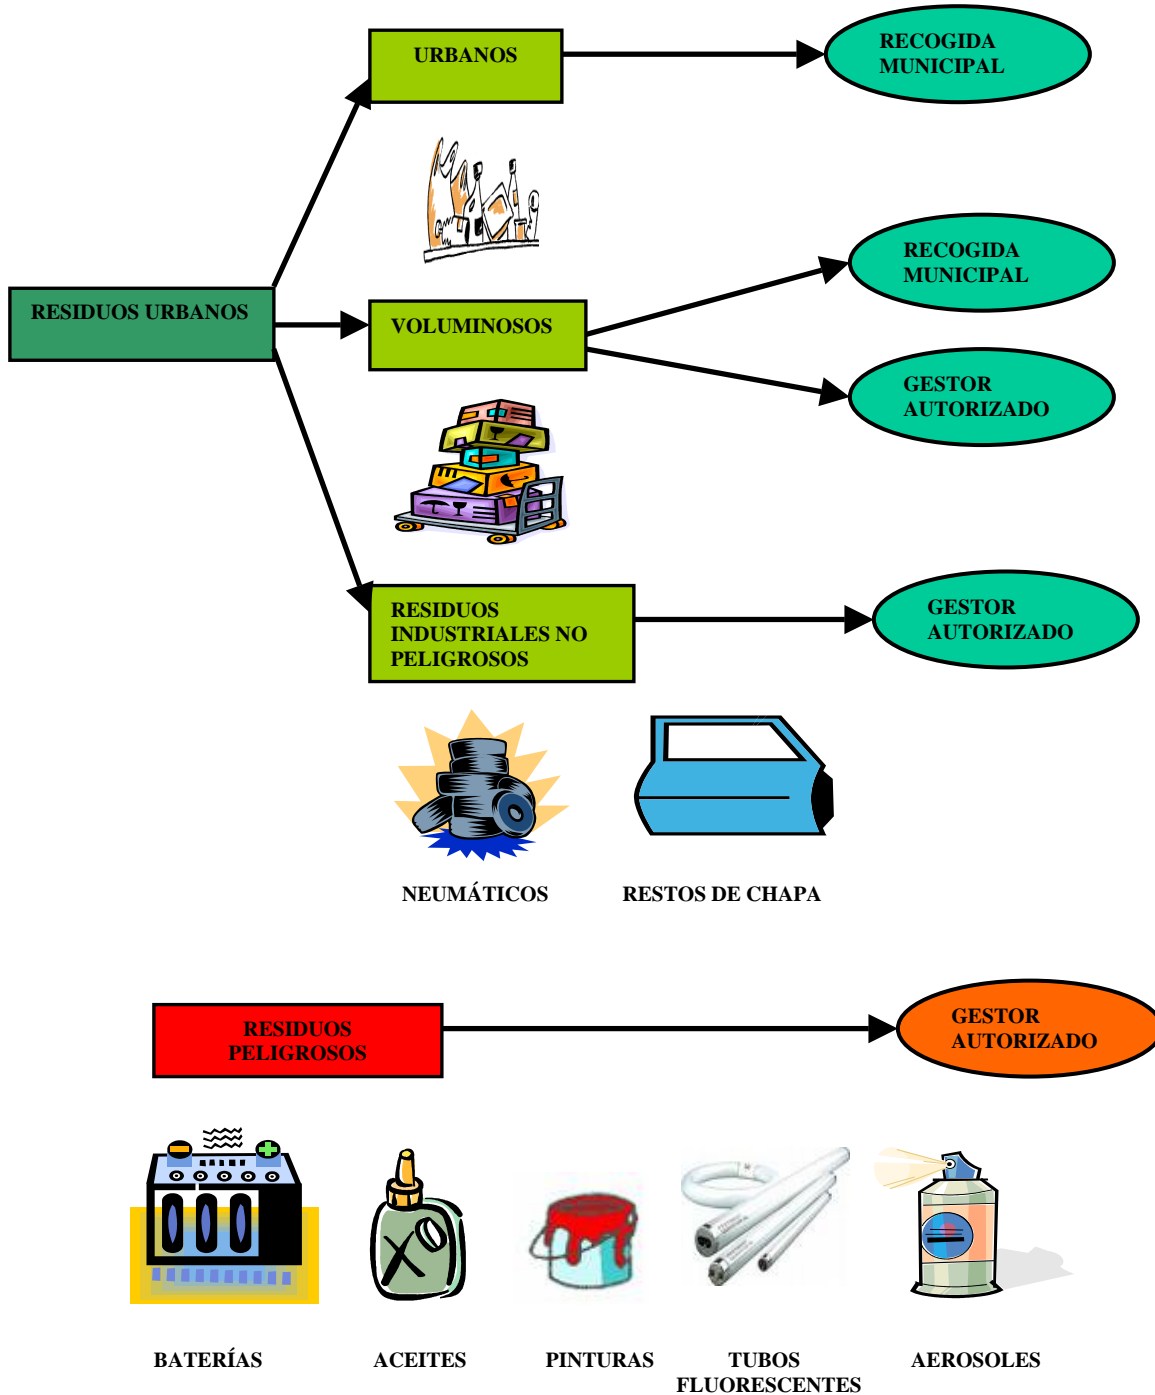 URBANOS
RECOGIDA
MUNICIPAL
RECOGIDA
MUNICIPAL
RESIDUOS URBANOS
VOLUMINOSOS
GESTOR
AUTORIZADO
RESIDUOS
INDUSTRIALES NO
PELIGROSOS
GESTOR
AUTORIZADO
NEUMÁTICOS
RESTOS DE CHAPA
RESIDUOS
PELIGROSOS
GESTOR
AUTORIZADO
BATERÍAS
ACEITES
PINTURAS
TUBOS
FLUORESCENTES
AEROSOLES